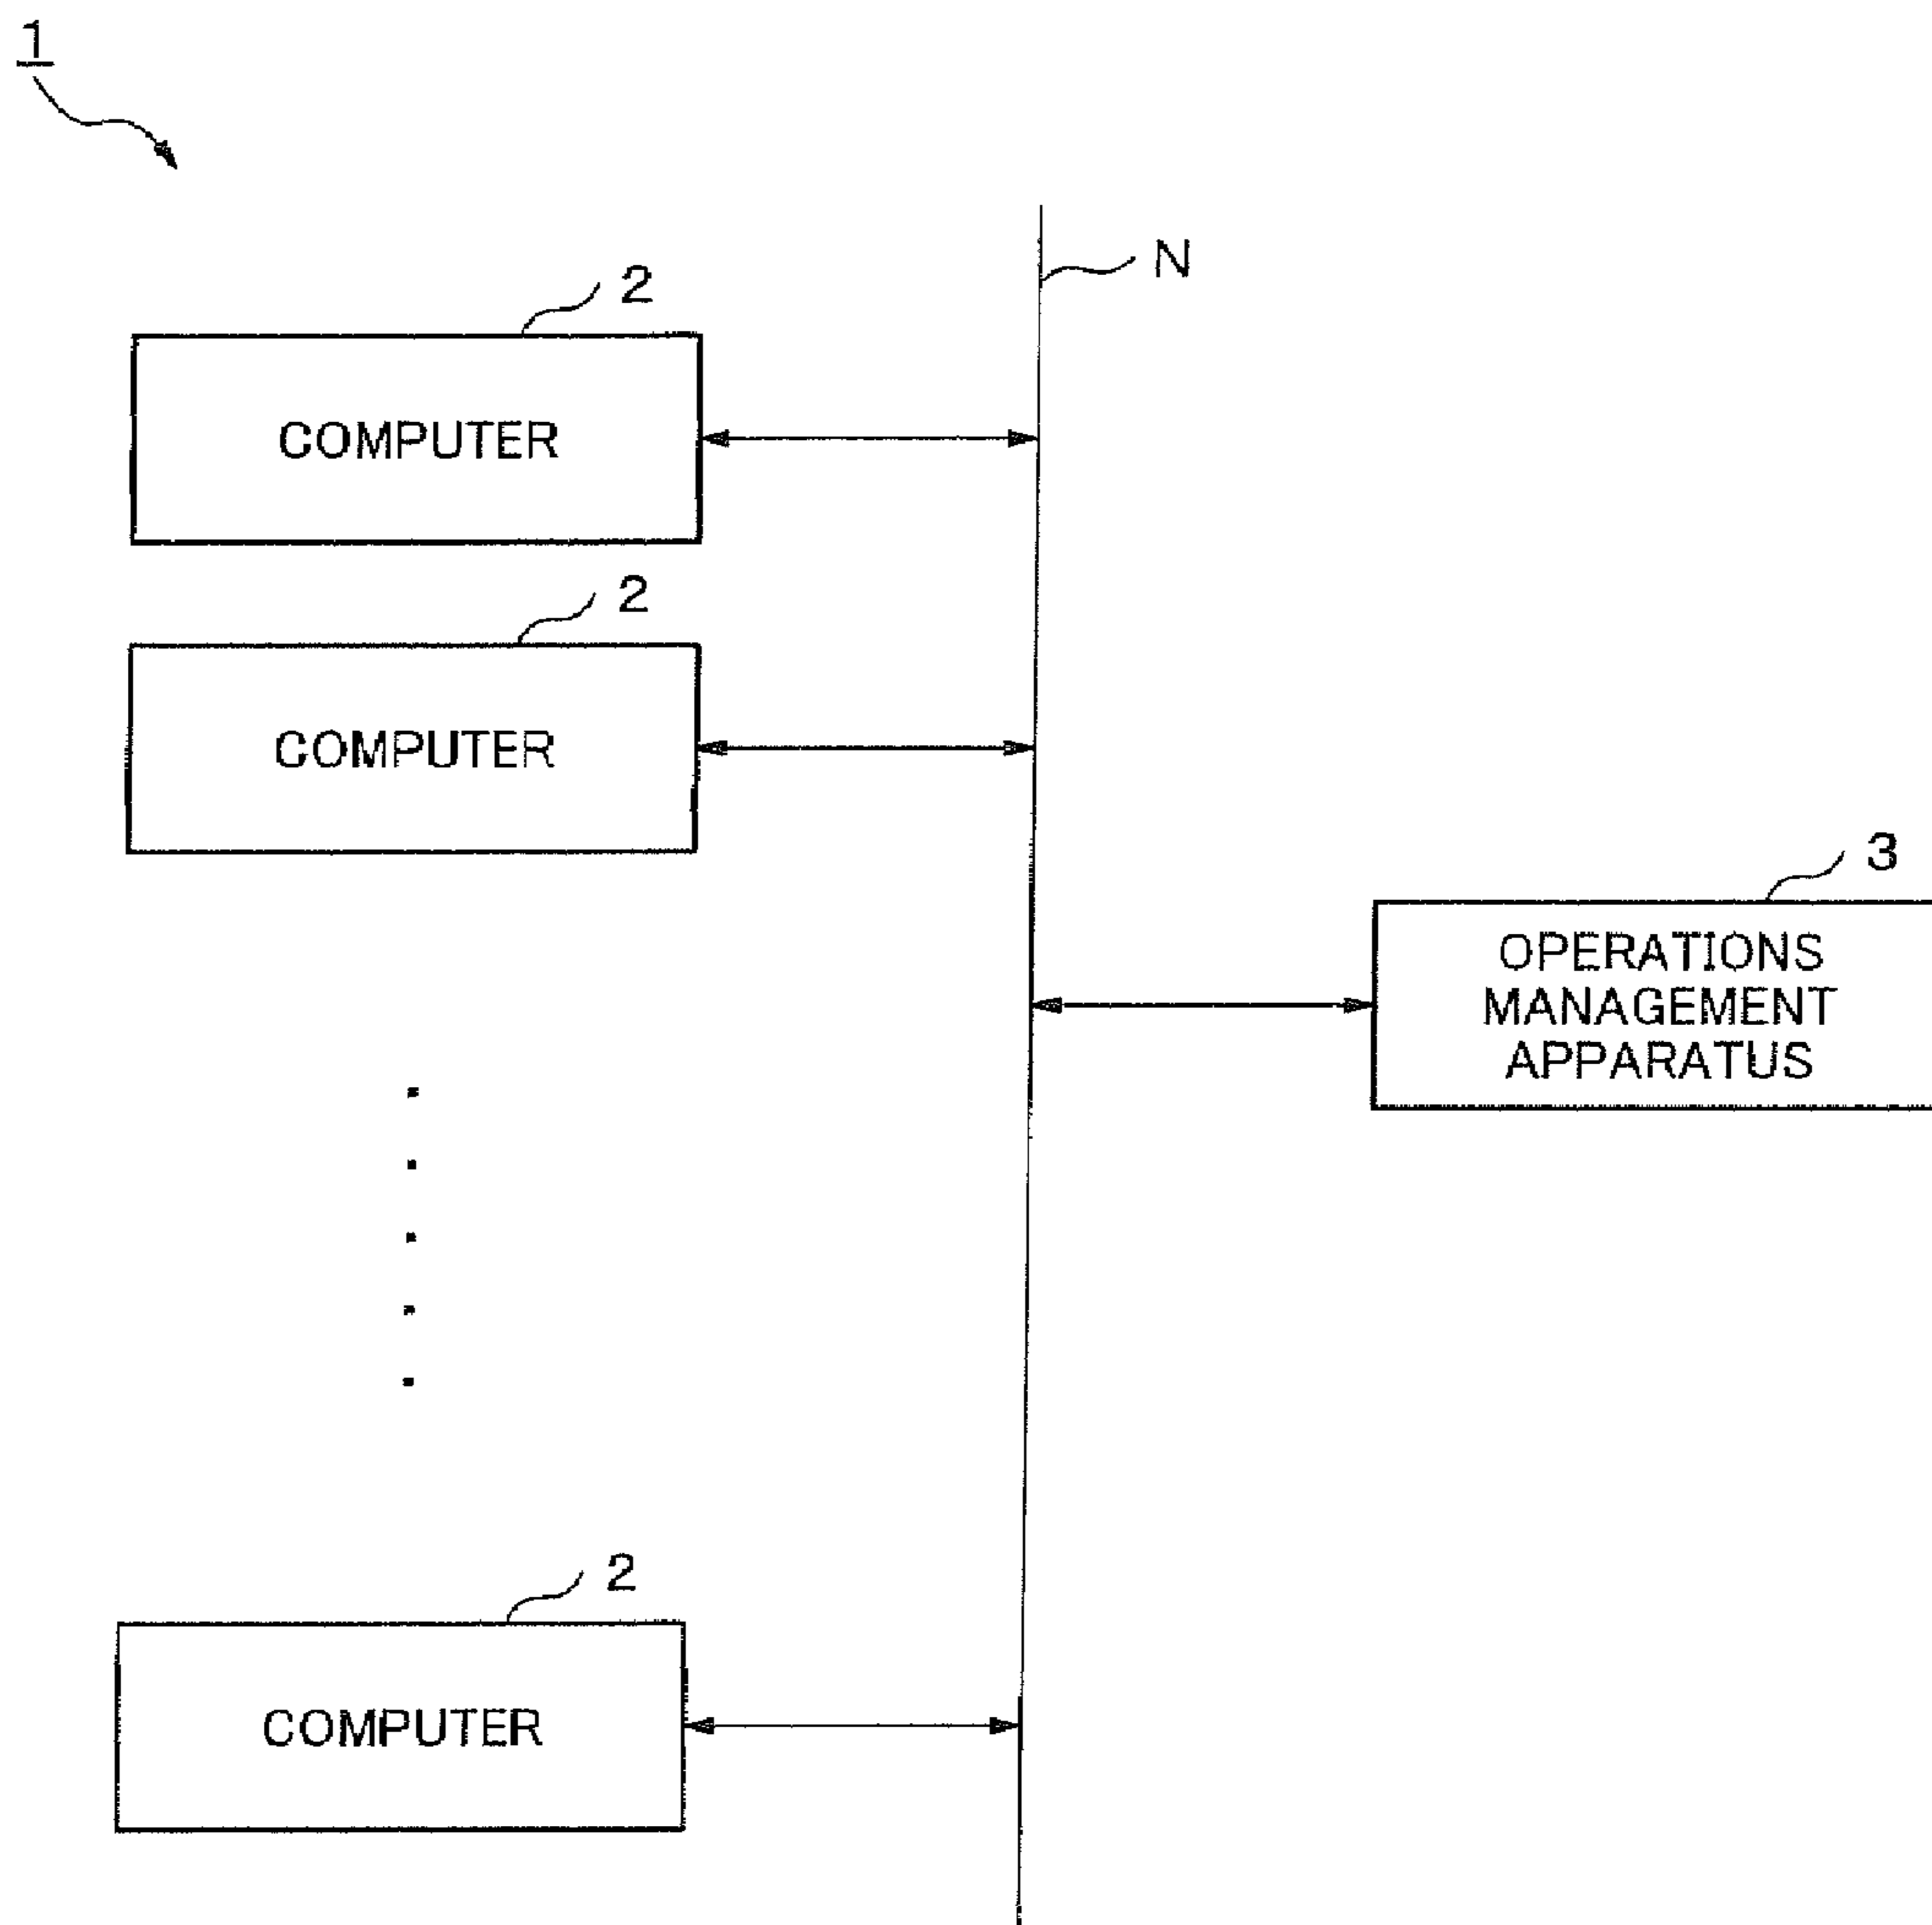 1
N
2
COMPUTER
2
COMPUTER
3
OPERATIONS
MANAGEMENT
APPARATUS
2
COMPUTER